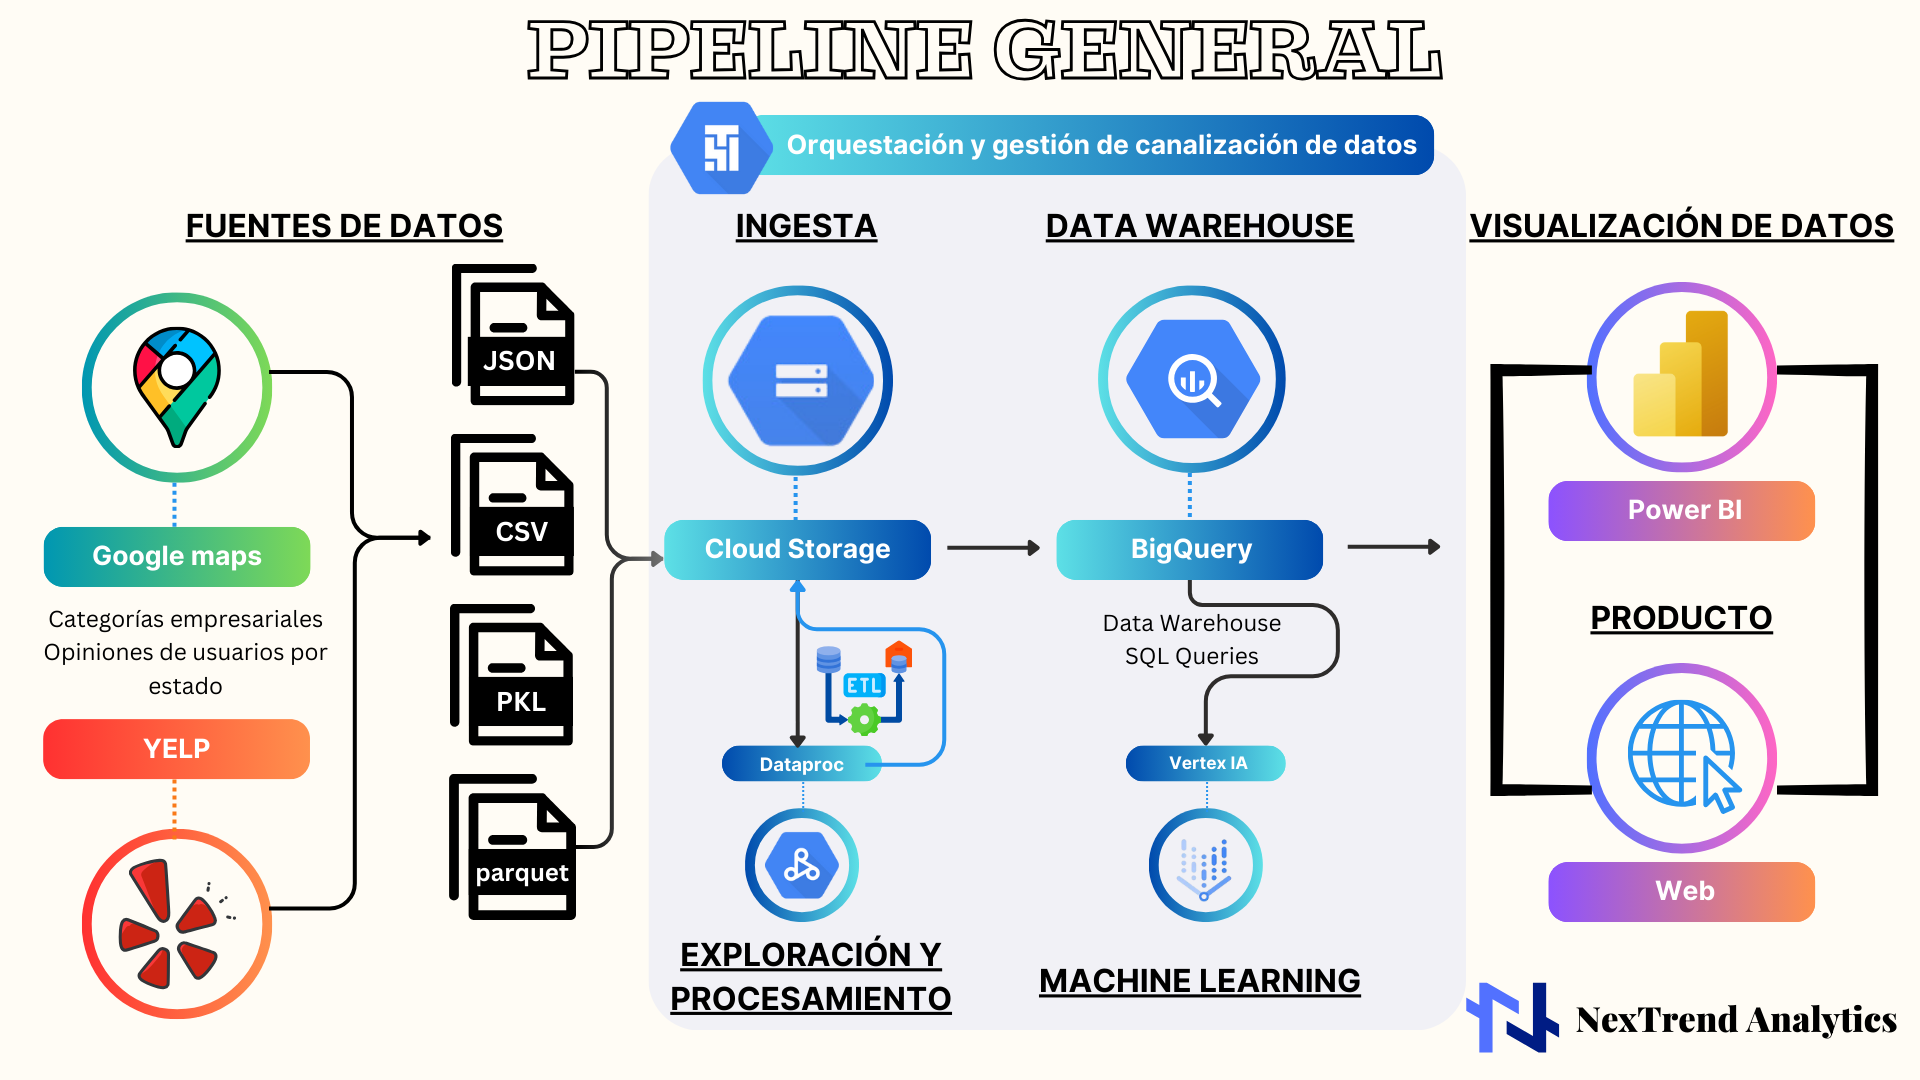 PIPELINE GENERAL
Orquestación y gestión de canalización de datos
FUENTES DE DATOS
Google maps
Categorías empresariales
Opiniones de usuarios por
estado
YELP
JSON
CSV
PKL
parquet
INGESTA
Cloud Storage
ETL
Dataproc
EXPLORACIÓN Y
PROCESAMIENTO
DATA WAREHOUSE
BigQuery
Data Warehouse
SQL Queries
Vertex IA
MACHINE LEARNING
VISUALIZACIÓN DE DATOS
Power BI
PRODUCTO
Web
NexTrend Analytics